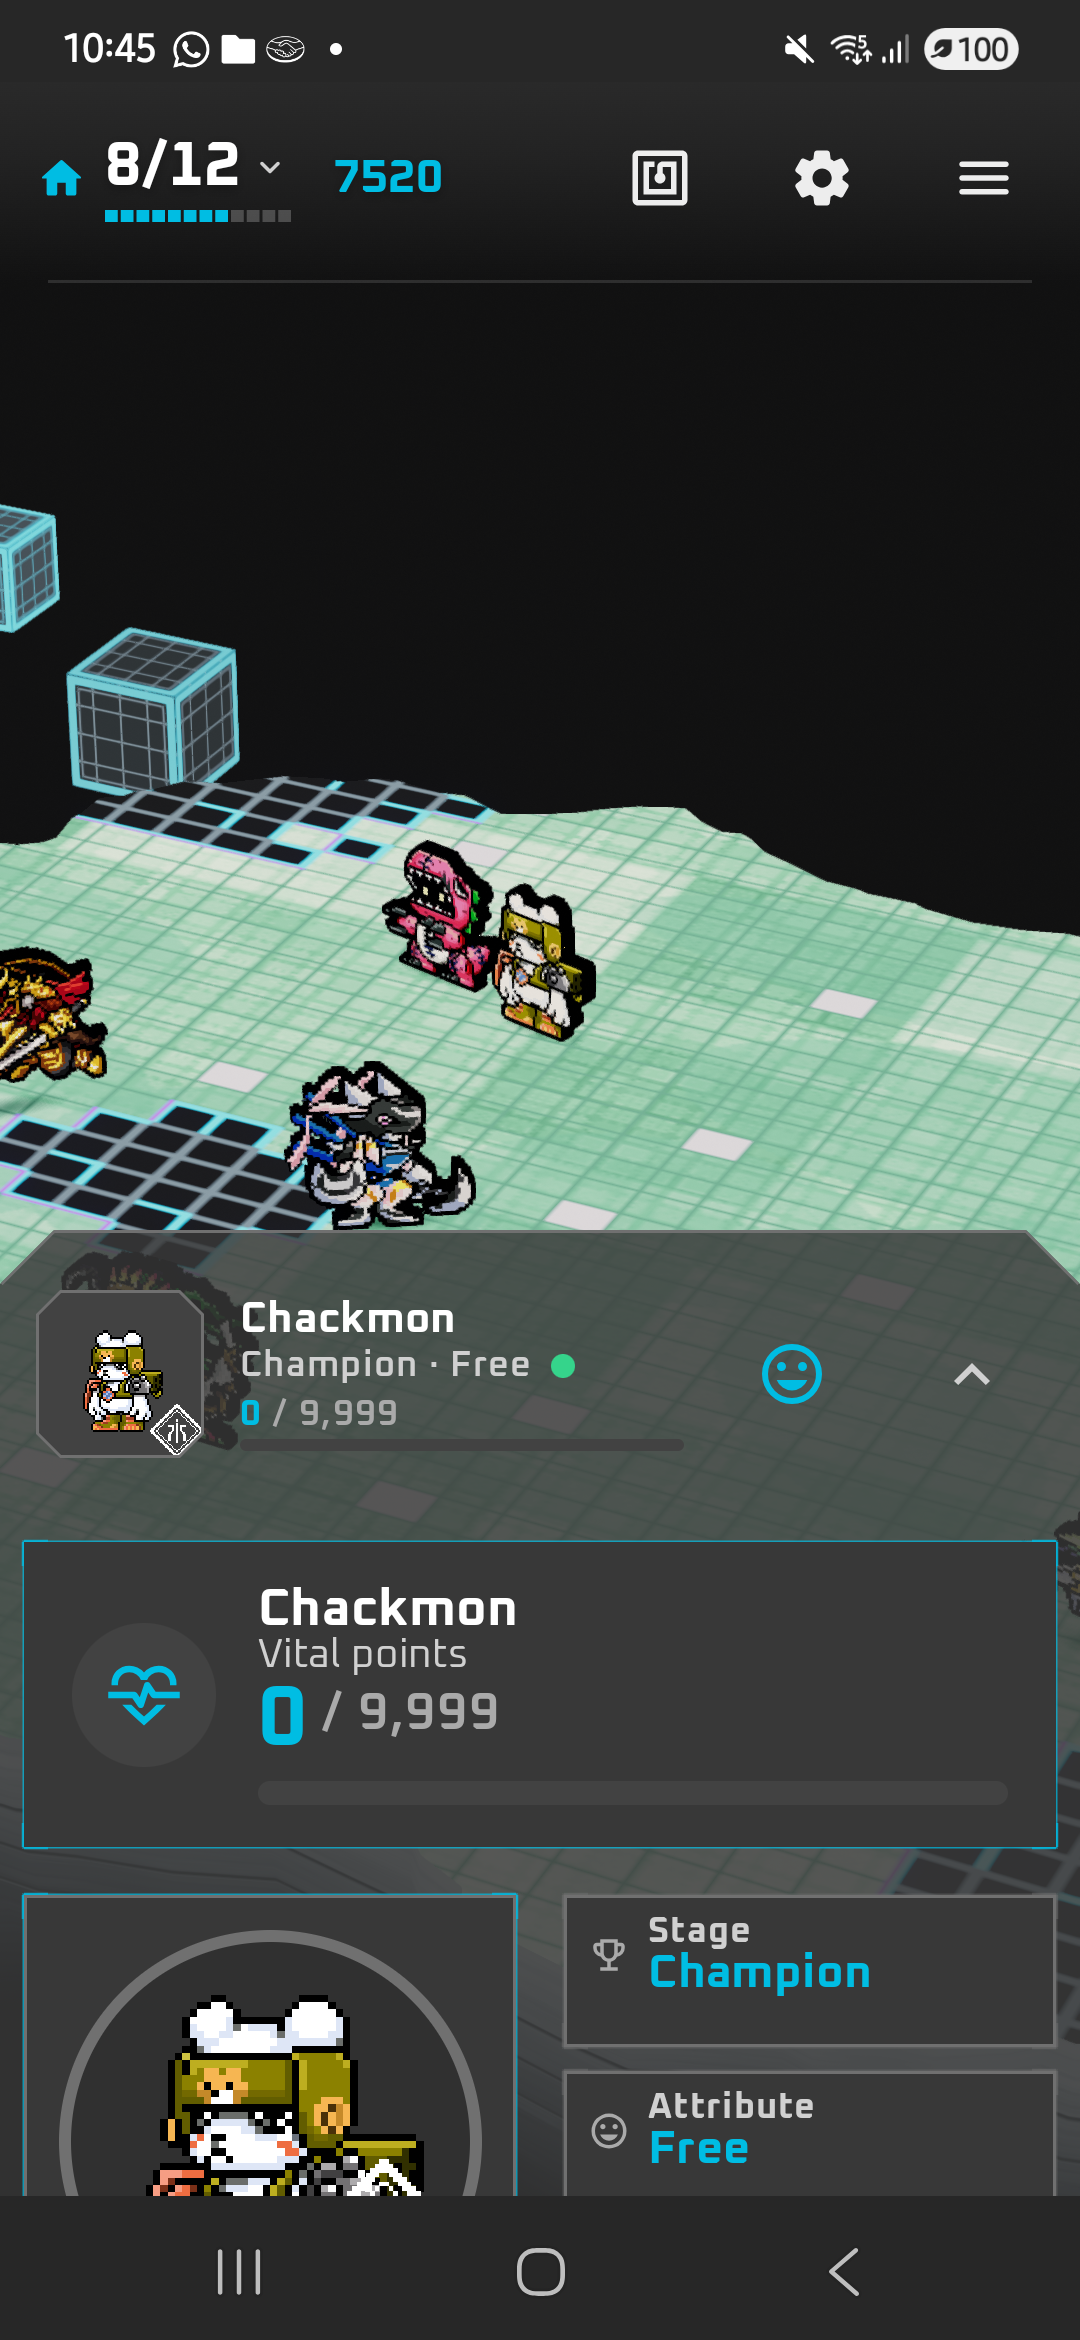 10:45
100
8/12
7520
Chackmon
Champion · Free
0 / 9,999
Chackmon
Vital points
0 / 9,999
Stage
Champion
Attribute
Free